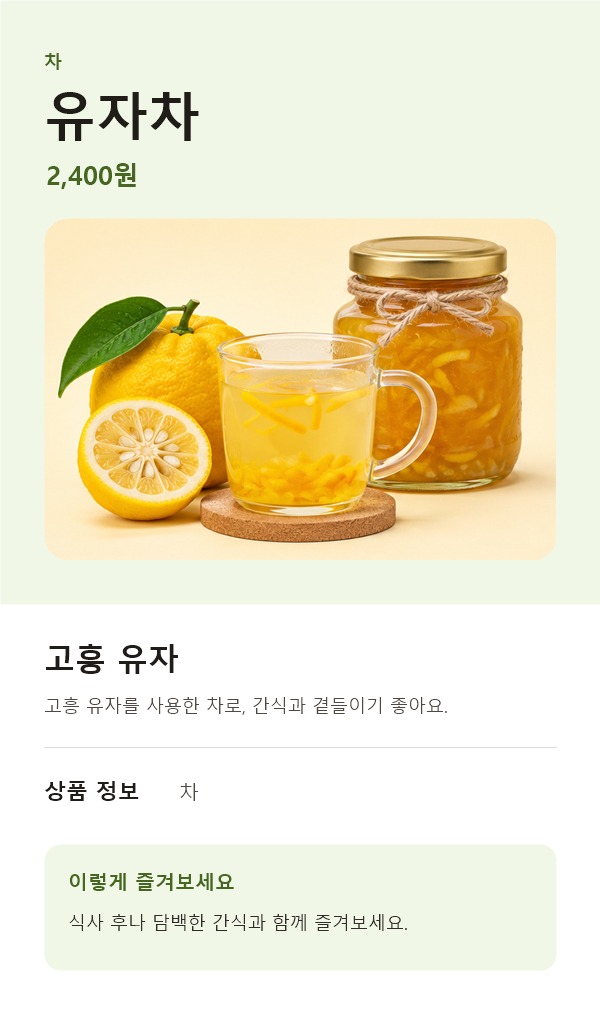 차
유자차
2,400원
고흥 유자
고흥 유자를 사용한 차로, 간식과 곁들이기 좋아요.
상품 정보 차
이렇게 즐겨보세요
식사 후나 담백한 간식과 함께 즐겨보세요.